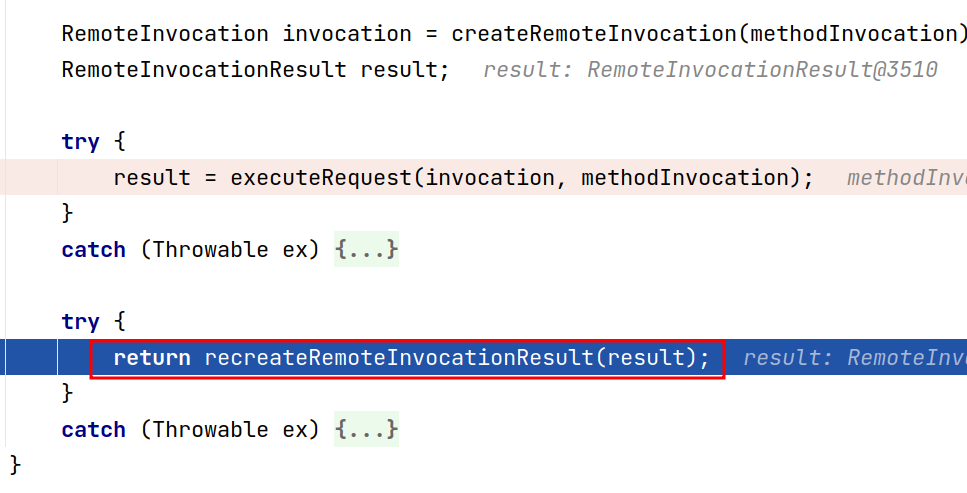 RemoteInvocation invocation = createRemoteInvocation(methodInvocation)
RemoteInvocationResult result; result: RemoteInvocationResult@3510
try {
result = executeRequest(invocation, methodInvocation); methodInv
}
catch (Throwable ex) {...}
try {
return recreateRemoteInvocationResult(result); result: RemoteInv
}
catch (Throwable ex) {...}
}